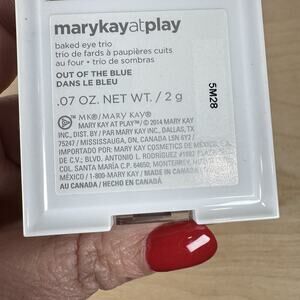 marykayatplay
baked eye trio
trio de fards à paupières cuits
au four • trío de sombras
OUT OF THE BLUE
DANS LE BLEU
.07 OZ. NET WT. / 2 g
MK®/MARY KAY®
MARY KAY AT PLAY™ © 2014 MARY KAY
INC., DIST. BY / PAR MARY KAY INC., DALLAS, TX
75247 / MISSISSAUGA, ON, CANADA L5N 6Y2 /
IMP. Y DIST. POR: MARY KAY COSMETICS DE MÉXICO,
DE C.V., BLVD. ANTONIO L. RODRÍGUEZ #1882 P
COL. SANTA MARÍA C.P. 64650, MONTERREY, N
MÉXICO / 1-800-MARY KAY / MADE IN CANADA
AU CANADA / HECHO EN CANADÁ
5M28